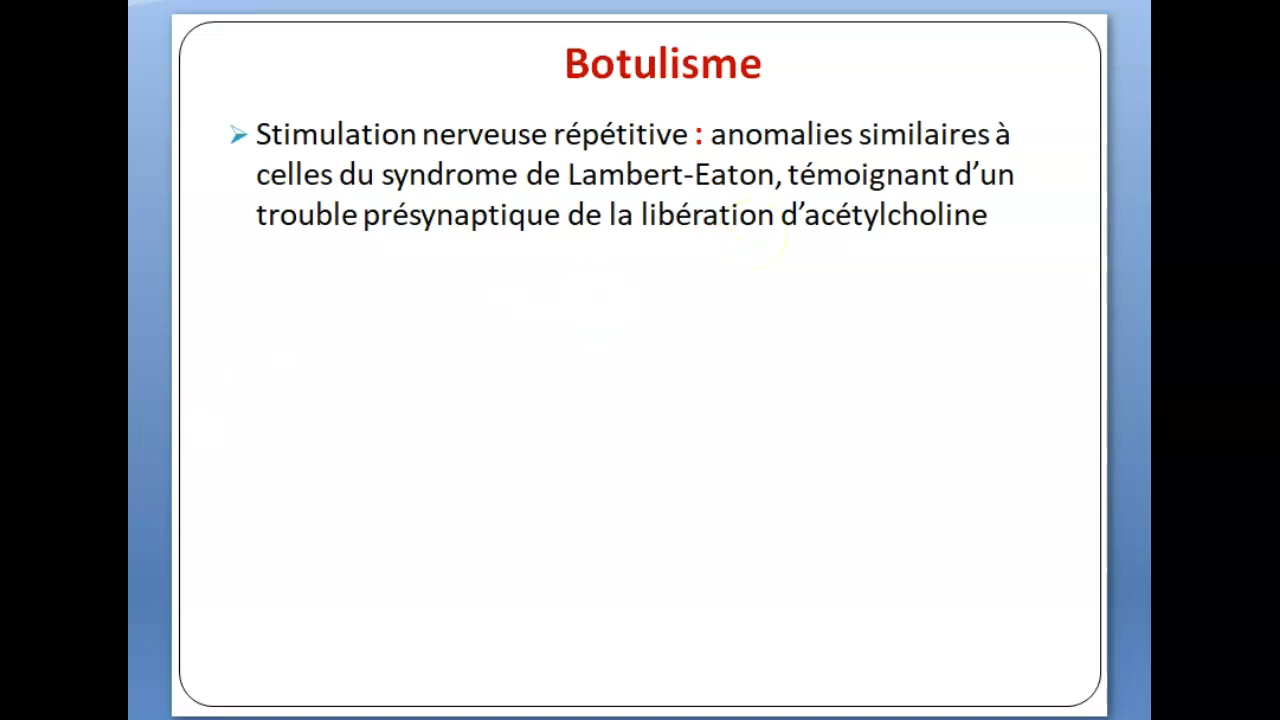 Botulisme
Stimulation nerveuse répétitive : anomalies similaires à
celles du syndrome de Lambert-Eaton, témoignant d’un
trouble présynaptique de la libération d’acétylcholine